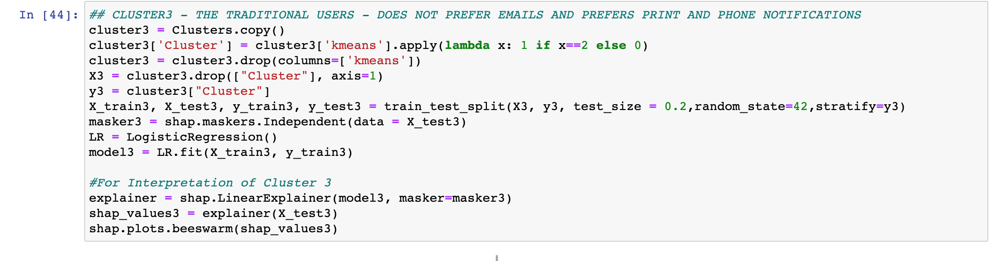 In [44]: ## CLUSTER3 – THE TRADITIONAL USERS – DOES NOT PREFER EMAILS AND PREFERS PRINT AND PHONE NOTIFICATIONS
cluster3 = Clusters.copy()
cluster3['Cluster'] = cluster3['kmeans'].apply(lambda x: 1 if x==2 else 0)
cluster3 = cluster3.drop(columns=['kmeans'])
X3 = cluster3.drop(["Cluster"], axis=1)
y3 = cluster3["Cluster"]
X_train3, X_test3, y_train3, y_test3 = train_test_split(X3, y3, test_size = 0.2,random_state=42,stratify=y3)
masker3 = shap.maskers.Independent(data = X_test3)
LR = LogisticRegression()
model3 = LR.fit(X_train3, y_train3)
#For Interpretation of Cluster 3
explainer = shap.LinearExplainer(model3, masker=masker3)
shap_values3 = explainer(X_test3)
shap.plots.beeswarm(shap_values3)